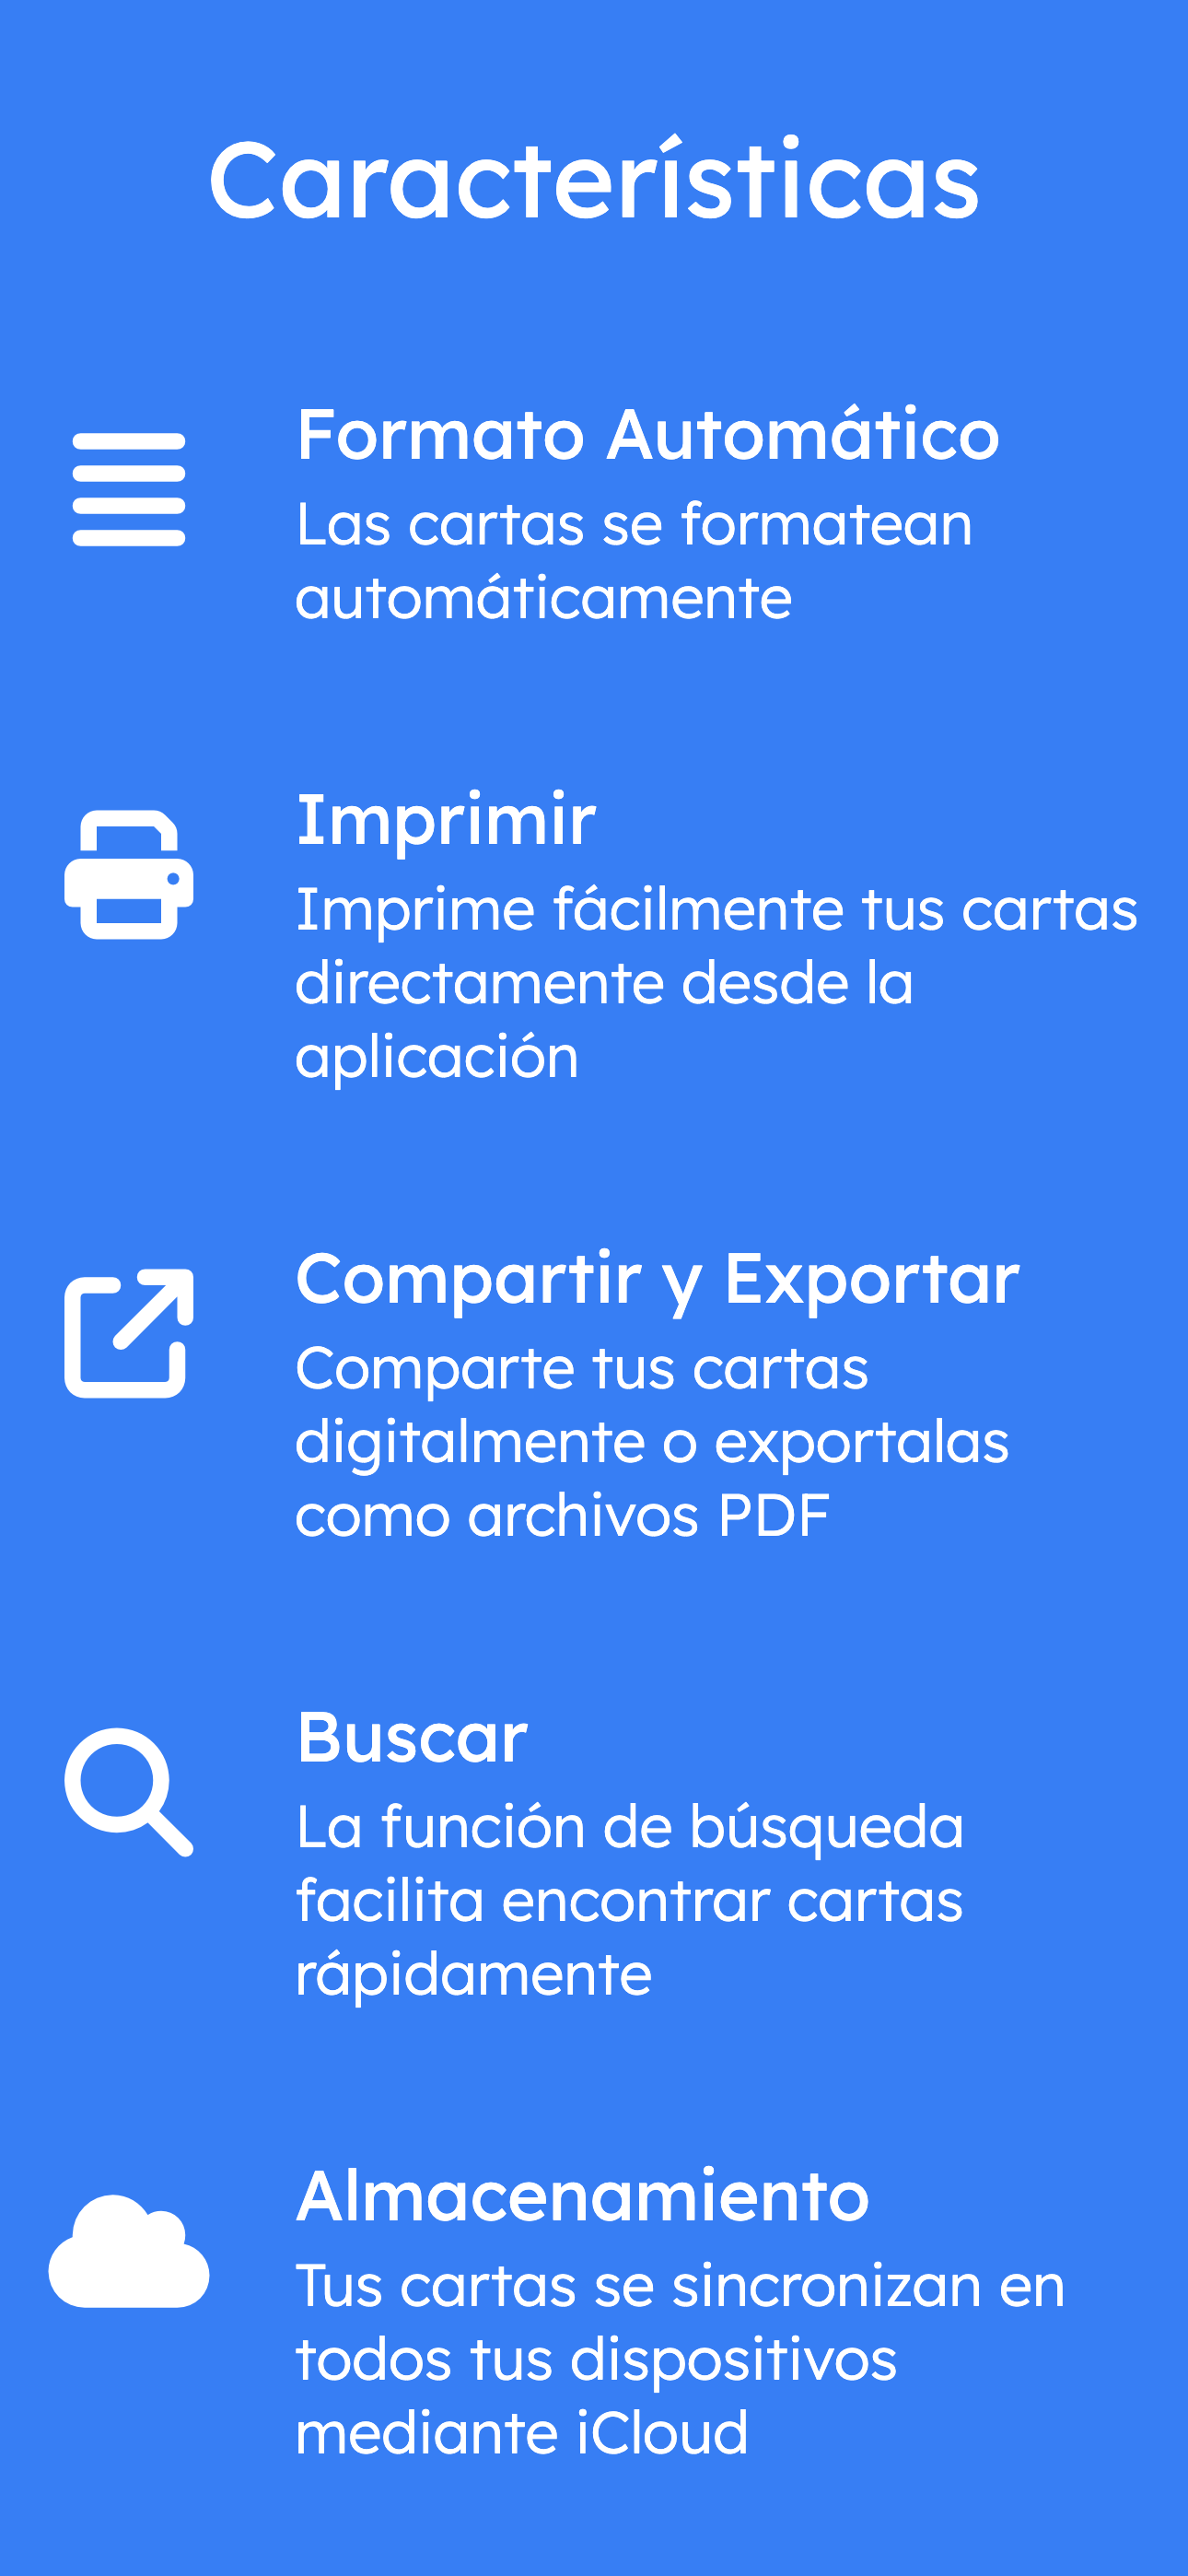 Características
Formato Automático
Las cartas se formatean
automáticamente
Imprimir
Imprime fácilmente tus cartas
directamente desde la
aplicación
Compartir y Exportar
Comparte tus cartas
digitalmente o exportalas
como archivos PDF
Buscar
La función de búsqueda
facilita encontrar cartas
rápidamente
Almacenamiento
Tus cartas se sincronizan en
todos tus dispositivos
mediante iCloud